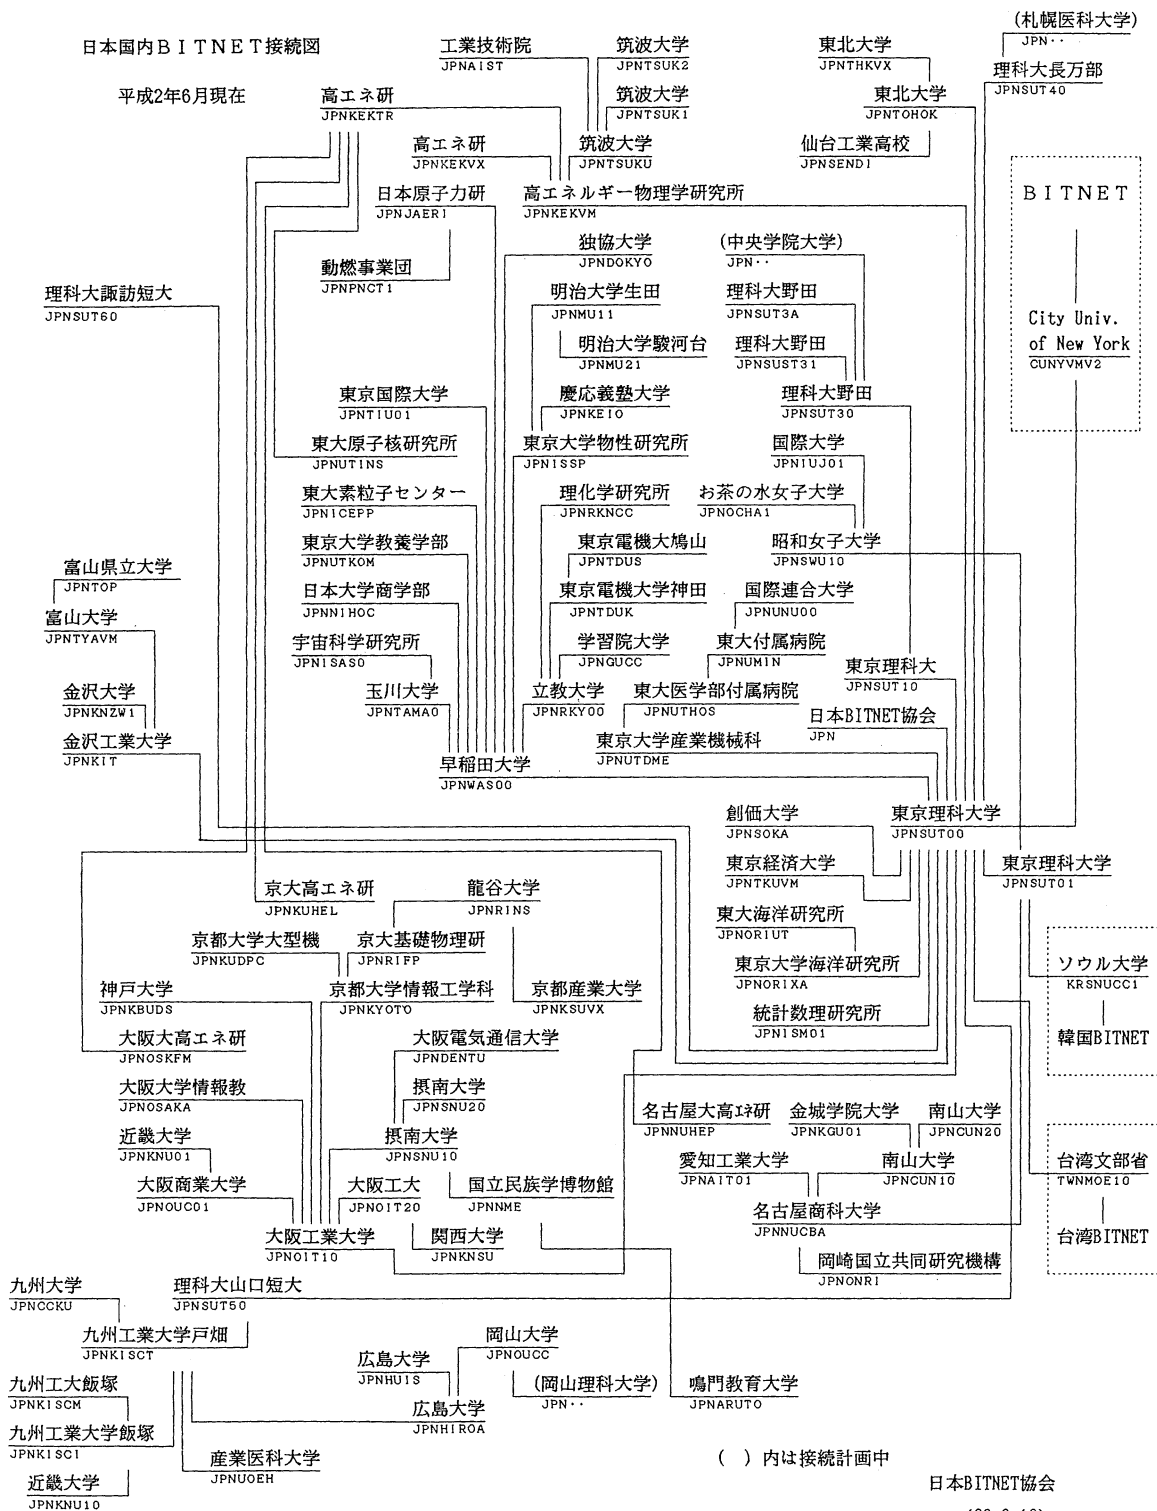 日本国内ＢＩＴＮＥＴ接続図
平成2年6月現在
(札幌医科大学)
JPN‥
工業技術院
JPNAIST
筑波大学
JPNTSUK2
東北大学
JPNTHKVX
理科大長万部
JPNSUT40
高エネ研
JPNKEKTR
筑波大学
JPNTSUK1
東北大学
JPNTOHOK
高エネ研
JPNKEKVX
筑波大学
JPNTSUKU
仙台工業高校
JPNSENDI
日本原子力研
JPNJAERI
高エネルギー物理学研究所
JPNKEKVM
ＢＩＴＮＥＴ
City Univ.
of New York
CUNYVMV2
動燃事業団
JPNPNCT1
独協大学
JPNDOKYO
(中央学院大学)
JPN‥
理科大諏訪短大
JPNSUT60
明治大学生田
JPNMU11
理科大野田
JPNSUT3A
明治大学駿河台
JPNMU21
理科大野田
JPNSUST31
東京国際大学
JPNTIU01
慶応義塾大学
JPNKEIO
理科大野田
JPNSUT30
東大原子核研究所
JPNUTINS
東京大学物性研究所
JPNISSP
国際大学
JPNIUJ01
東大素粒子センター
JPNICEPP
理化学研究所
JPNRKNCC
お茶の水女子大学
JPNOCHA1
東京大学教養学部
JPNUTKOM
東京電機大鳩山
JPNTDUS
昭和女子大学
JPNSWU10
富山県立大学
JPNTOP
日本大学商学部
JPNNIHOC
東京電機大学神田
JPNTDUK
国際連合大学
JPNUNU00
富山大学
JPNTYAVM
宇宙科学研究所
JPNISAS0
学習院大学
JPNGUCC
東大付属病院
JPNUMIN
東京理科大
JPNSUT10
金沢大学
JPNKNZW1
玉川大学
JPNTAMA0
立教大学
JPNRKY00
東大医学部付属病院
JPNUTHOS
日本BITNET協会
JPN
金沢工業大学
JPNKIT
東京大学産業機械科
JPNUTDME
早稲田大学
JPNWAS00
創価大学
JPNSOKA
東京理科大学
JPNSUT00
東京経済大学
JPNTKUVM
東京理科大学
JPNSUT01
京大高エネ研
JPNKUHEL
龍谷大学
JPNRINS
東大海洋研究所
JPNORIUT
京都大学大型機
JPNKUDPC
京大基礎物理研
JPNRIFP
東京大学海洋研究所
JPNORIXA
ソウル大学
KRSNUCC1
神戸大学
JPNKBUDS
京都大学情報工学科
JPNKYOTO
京都産業大学
JPNKSUVX
統計数理研究所
JPNISM01
韓国BITNET
大阪大高エネ研
JPNOSKFM
大阪電気通信大学
JPNDENTU
大阪大学情報教
JPNOSAKA
摂南大学
JPNSNU20
名古屋大高ｴﾈ研
JPNNUHEP
金城学院大学
JPNKGU01
南山大学
JPNCUN20
近畿大学
JPNKNU01
摂南大学
JPNSNU10
愛知工業大学
JPNAIT01
南山大学
JPNCUN10
台湾文部省
TWNMOE10
大阪商業大学
JPNOUC01
大阪工大
JPNOIT20
国立民族学博物館
JPNNME
名古屋商科大学
JPNNUCBA
台湾BITNET
大阪工業大学
JPNOIT10
関西大学
JPNKNSU
岡崎国立共同研究機構
JPNONRI
九州大学
JPNCCKU
理科大山口短大
JPNSUT50
九州工業大学戸畑
JPNKISCT
岡山大学
JPNOUCC
広島大学
JPNHUIS
九州工大飯塚
JPNKISCM
(岡山理科大学)
JPN‥
鳴門教育大学
JPNARUTO
広島大学
JPNHIROA
九州工業大学飯塚
JPNKISCI
産業医科大学
JPNUOEH
近畿大学
JPNKNU10
(　) 内は接続計画中
日本BITNET協会